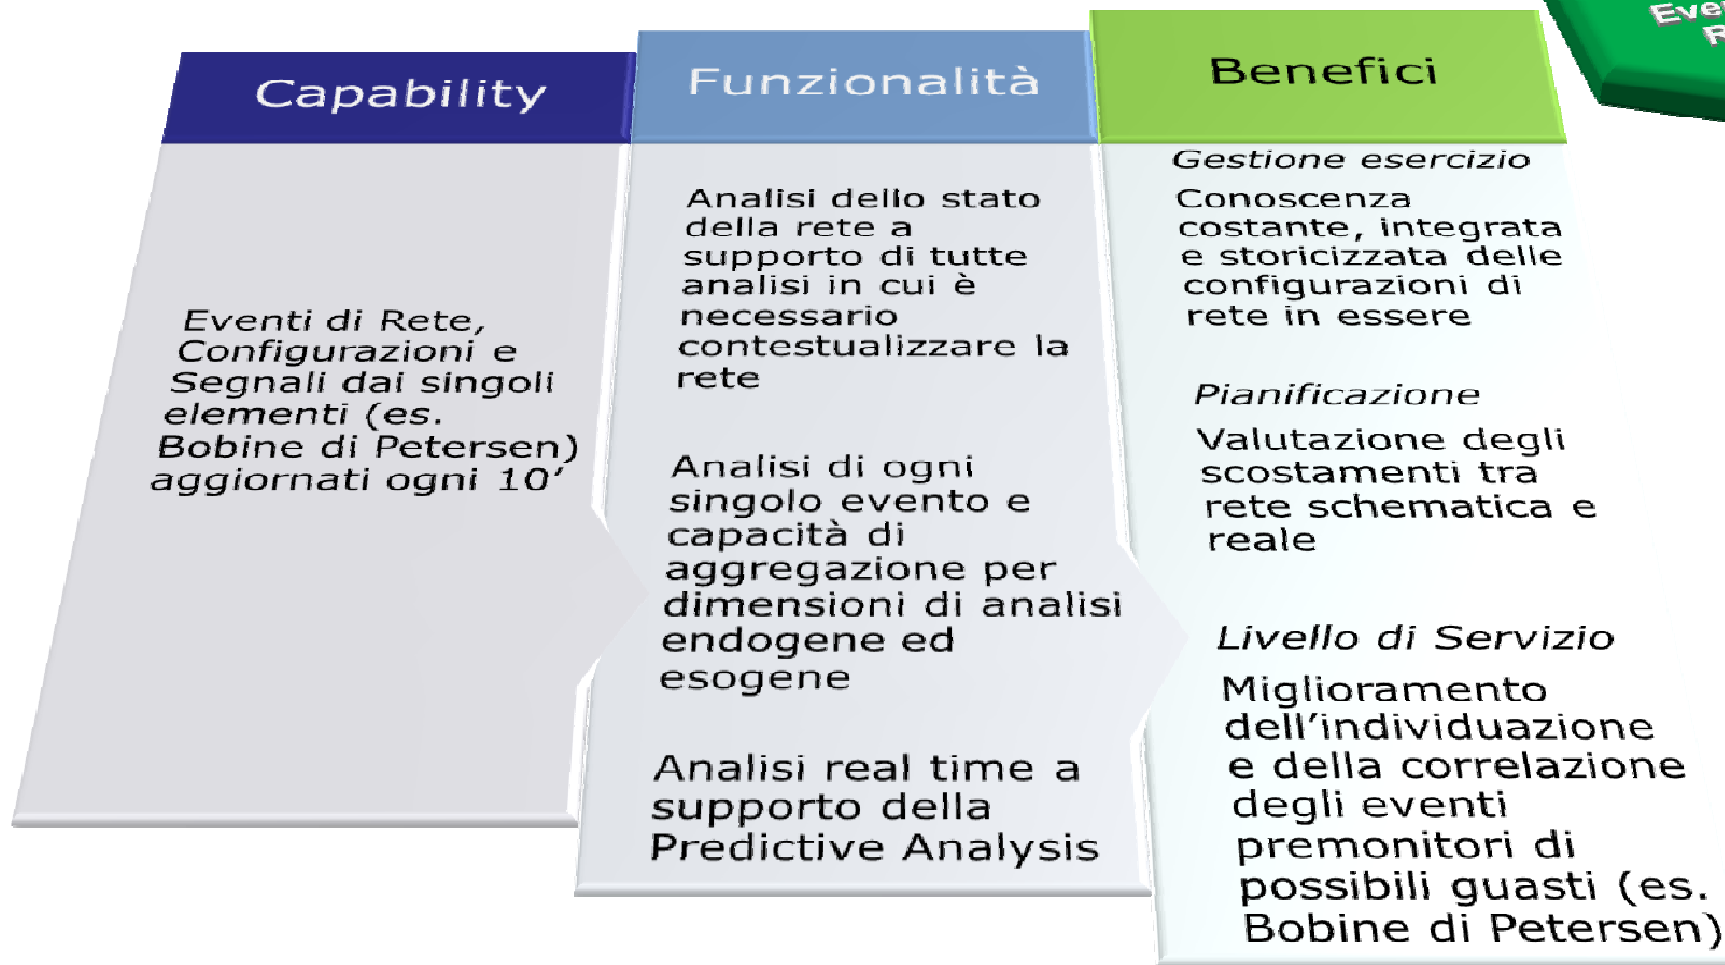 Capability
Eventi di Rete,
Configurazioni e
Segnali dai singoli
elementi (es.
Bobine di Petersen)
aggiornati ogni 10’
Funzionalità
Analisi dello stato
della rete a
supporto di tutte
analisi in cui è
necessario
contestualizzare la
rete
Analisi di ogni
singolo evento e
capacità di
aggregazione per
dimensioni di analisi
endogene ed
esogene
Analisi real time a
supporto della
Predictive Analysis
Benefici
Gestione esercizio
Conoscenza
costante, integrata
e storicizzata delle
configurazioni di
rete in essere
Pianificazione
Valutazione degli
scostamenti tra
rete schematica e
reale
Livello di Servizio
Miglioramento
dell’individuazione
e della correlazione
degli eventi
premonitori di
possibili guasti (es.
Bobine di Petersen)